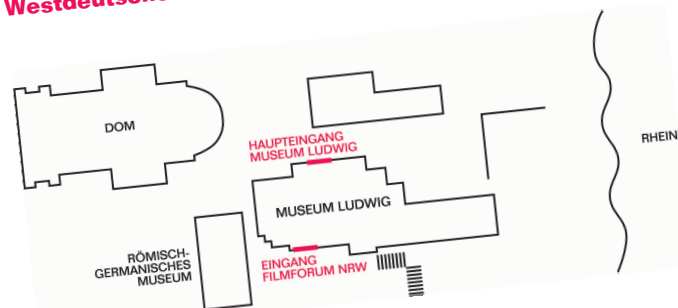 Westdeutsche
DOM
HAUPTEINGANG
MUSEUM LUDWIG
RHEIN
MUSEUM LUDWIG
RÖMISCH-
GERMANISCHES
MUSEUM
EINGANG
FILMFORUM NRW